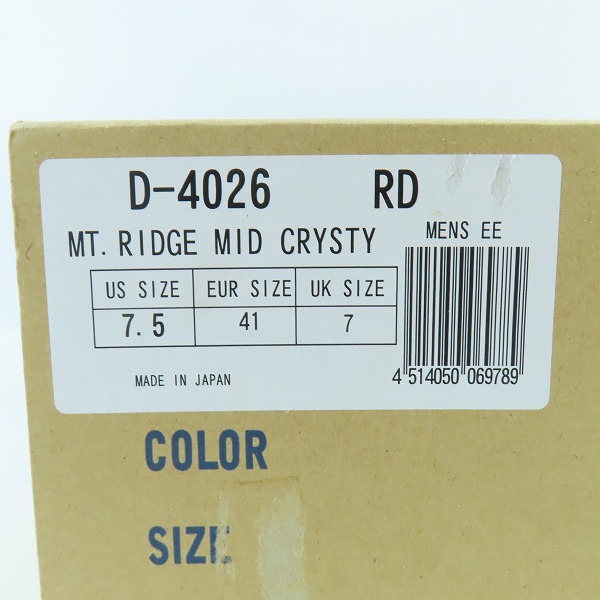 D-4026 RD
MT. RIDGE MID CRYSTY
MENS EE
US SIZE EUR SIZE UK SIZE
7.5 41 7
4 514050 069789
MADE IN JAPAN
COLOR
SIZE